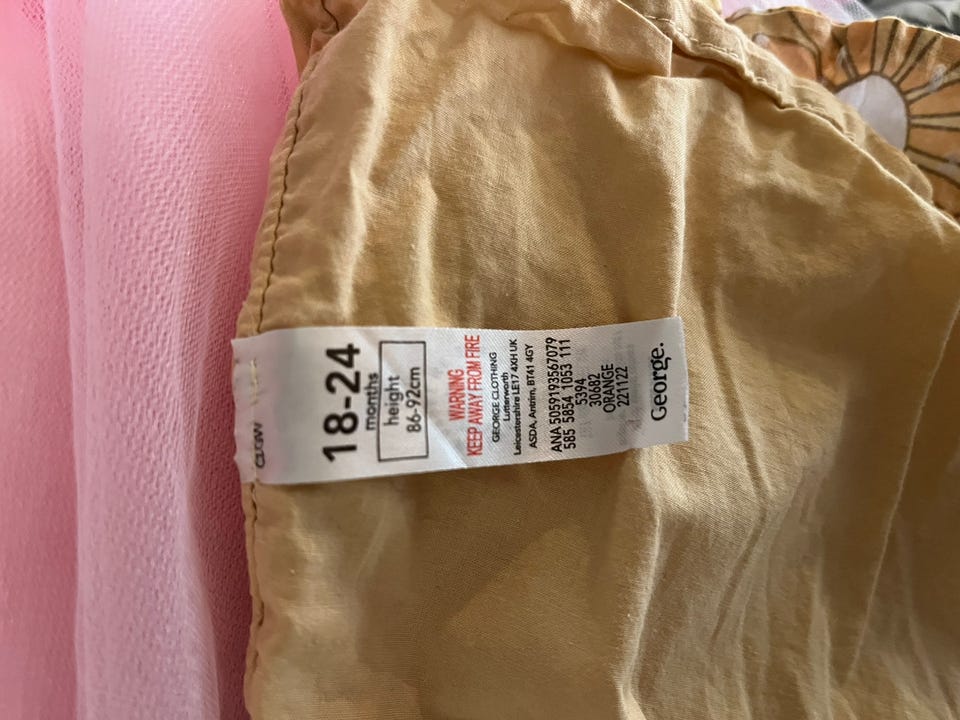 CLGW
18-24
months
height
86-92cm
WARNING
KEEP AWAY FROM FIRE
GEORGE CLOTHING
Lutterworth
Leicestershire LE17 4XH UK
ASDA, Antrim, BT41 4GY
ANA 5059193567079
585 5854 1053 111
5394
30682
ORANGE
221122
George.